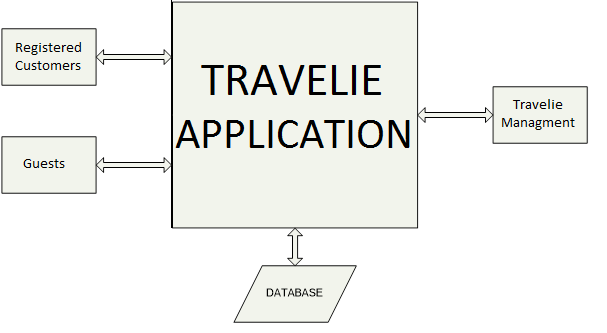 Registered
Customers
TRAVELIE
APPLICATION
Travelie
Managment
Guests
DATABASE